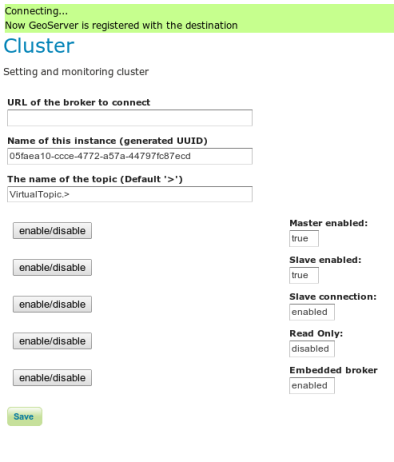 Connecting...
Now GeoServer is registered with the destination
Cluster
Setting and monitoring cluster
URL of the broker to connect
Name of this instance (generated UUID)
05faea10-ccce-4772-a57a-44797fc87ecd
The name of the topic (Default '>')
VirtualTopic.>
enable/disable
Master enabled:
true
enable/disable
Slave enabled:
true
enable/disable
Slave connection:
enabled
enable/disable
Read Only:
disabled
enable/disable
Embedded broker
enabled
Save